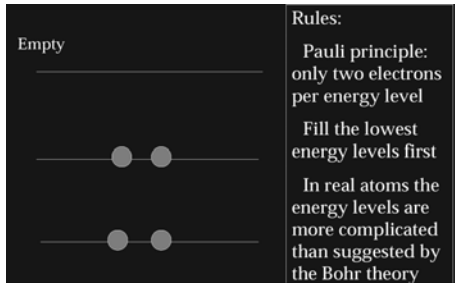 Empty
Rules:
Pauli principle:
only two electrons
per energy level
Fill the lowest
energy levels first
In real atoms the
energy levels are
more complicated
than suggested by
the Bohr theory